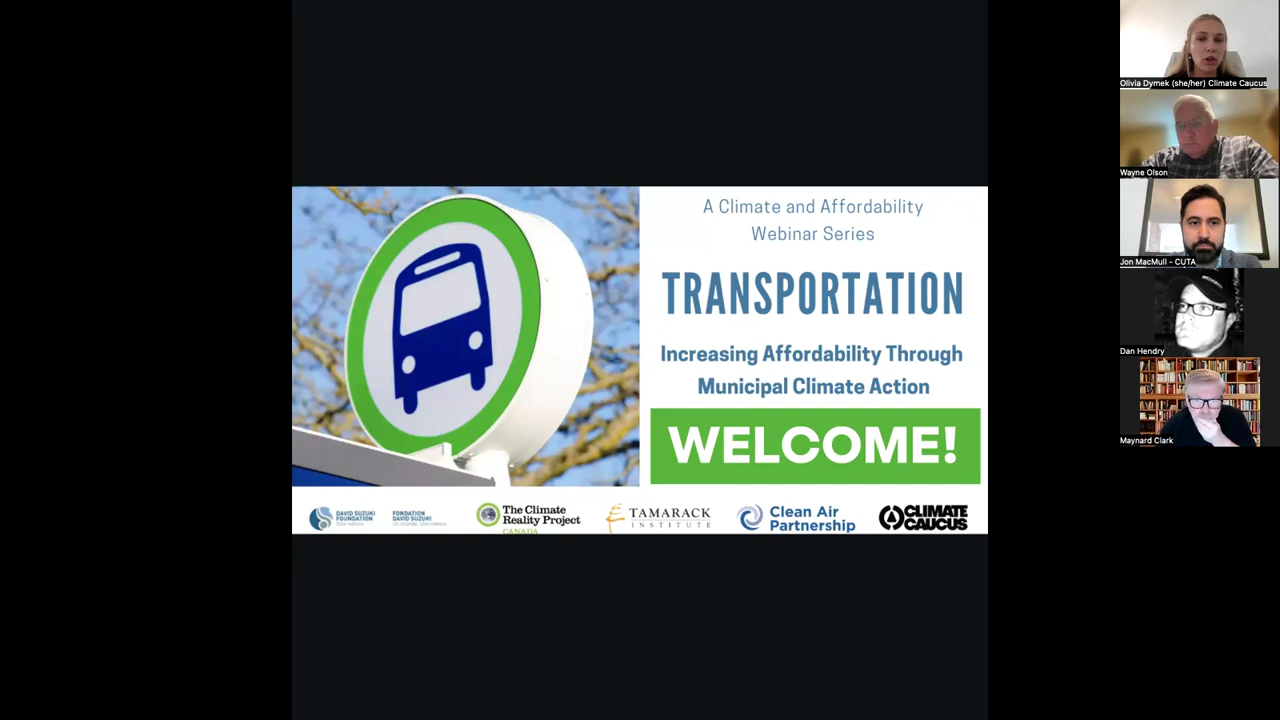 A Climate and Affordability
Webinar Series
TRANSPORTATION
Increasing Affordability Through
Municipal Climate Action
WELCOME!
DAVID SUZUKI
FOUNDATION
FONDATION
DAVID SUZUKI
The Climate
Reality Project
CANADA
TAMARACK
INSTITUTE
Clean Air
Partnership
CLIMATE
CAUCUS
Olivia Dymek (she/her) Climate Caucus
Wayne Olson
Jon MacMull - CUTA
Dan Hendry
Maynard Clark